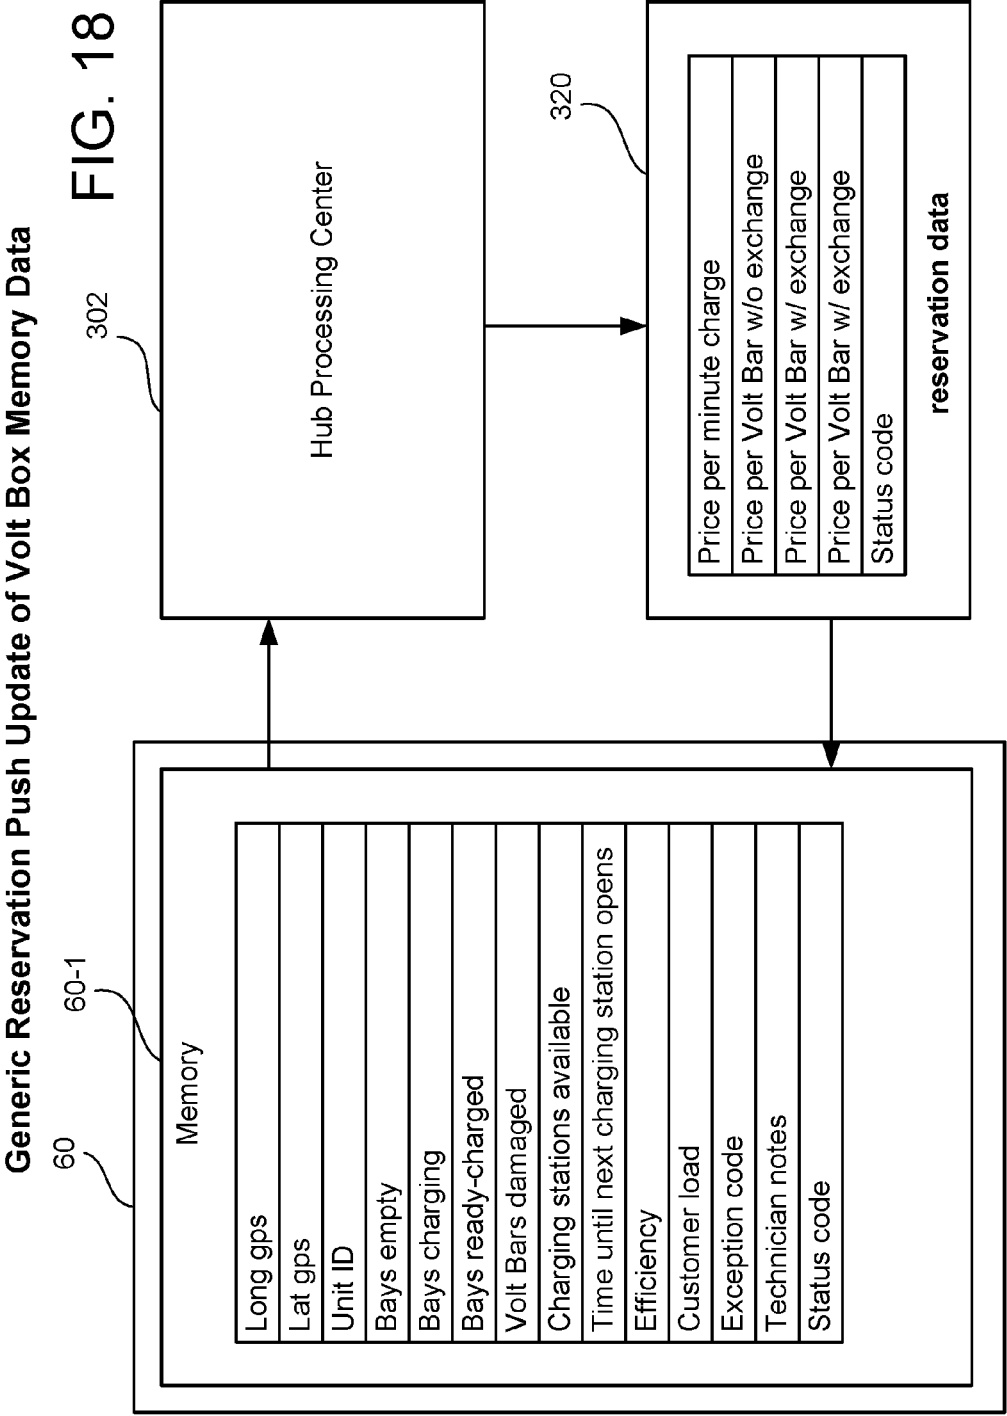 Generic Reservation Push Update of Volt Box Memory Data
FIG. 18
60
60-1
302
Memory
Long gps
Lat gps
Unit ID
Bays empty
Bays charging
Bays ready-charged
Volt Bars damaged
Charging stations available
Time until next charging station opens
Efficiency
Customer load
Exception code
Technician notes
Status code
Hub Processing Center
320
Price per minute charge
Price per Volt Bar w/o exchange
Price per Volt Bar w/ exchange
Price per Volt Bar w/ exchange
Status code
reservation data